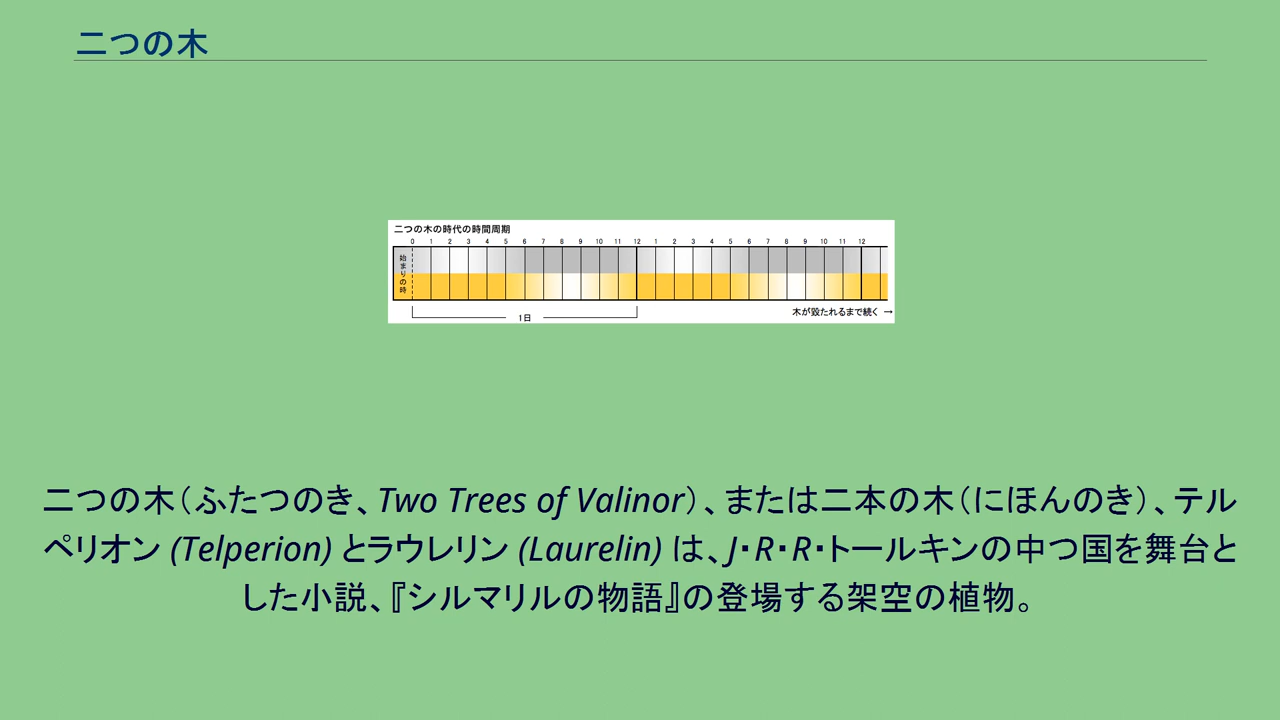 二つの木
二つの木の時代の時間周期
0 1 2 3 4 5 6 7 8 9 10 11 12 1 2 3 4 5 6 7 8 9 10 11 12
始まりの時
1日
木が毀たれるまで続く →
二つの木（ふたつのき、Two Trees of Valinor）、または二本の木（にほんのき）、テル
ペリオン (Telperion) とラウレリン (Laurelin) は、J・R・R・トールキンの中つ国を舞台と
した小説、『シルマリルの物語』の登場する架空の植物。